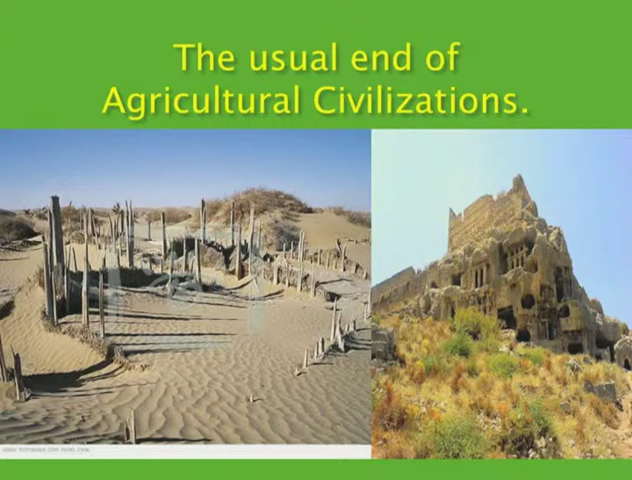 The usual end of
Agricultural Civilizations.